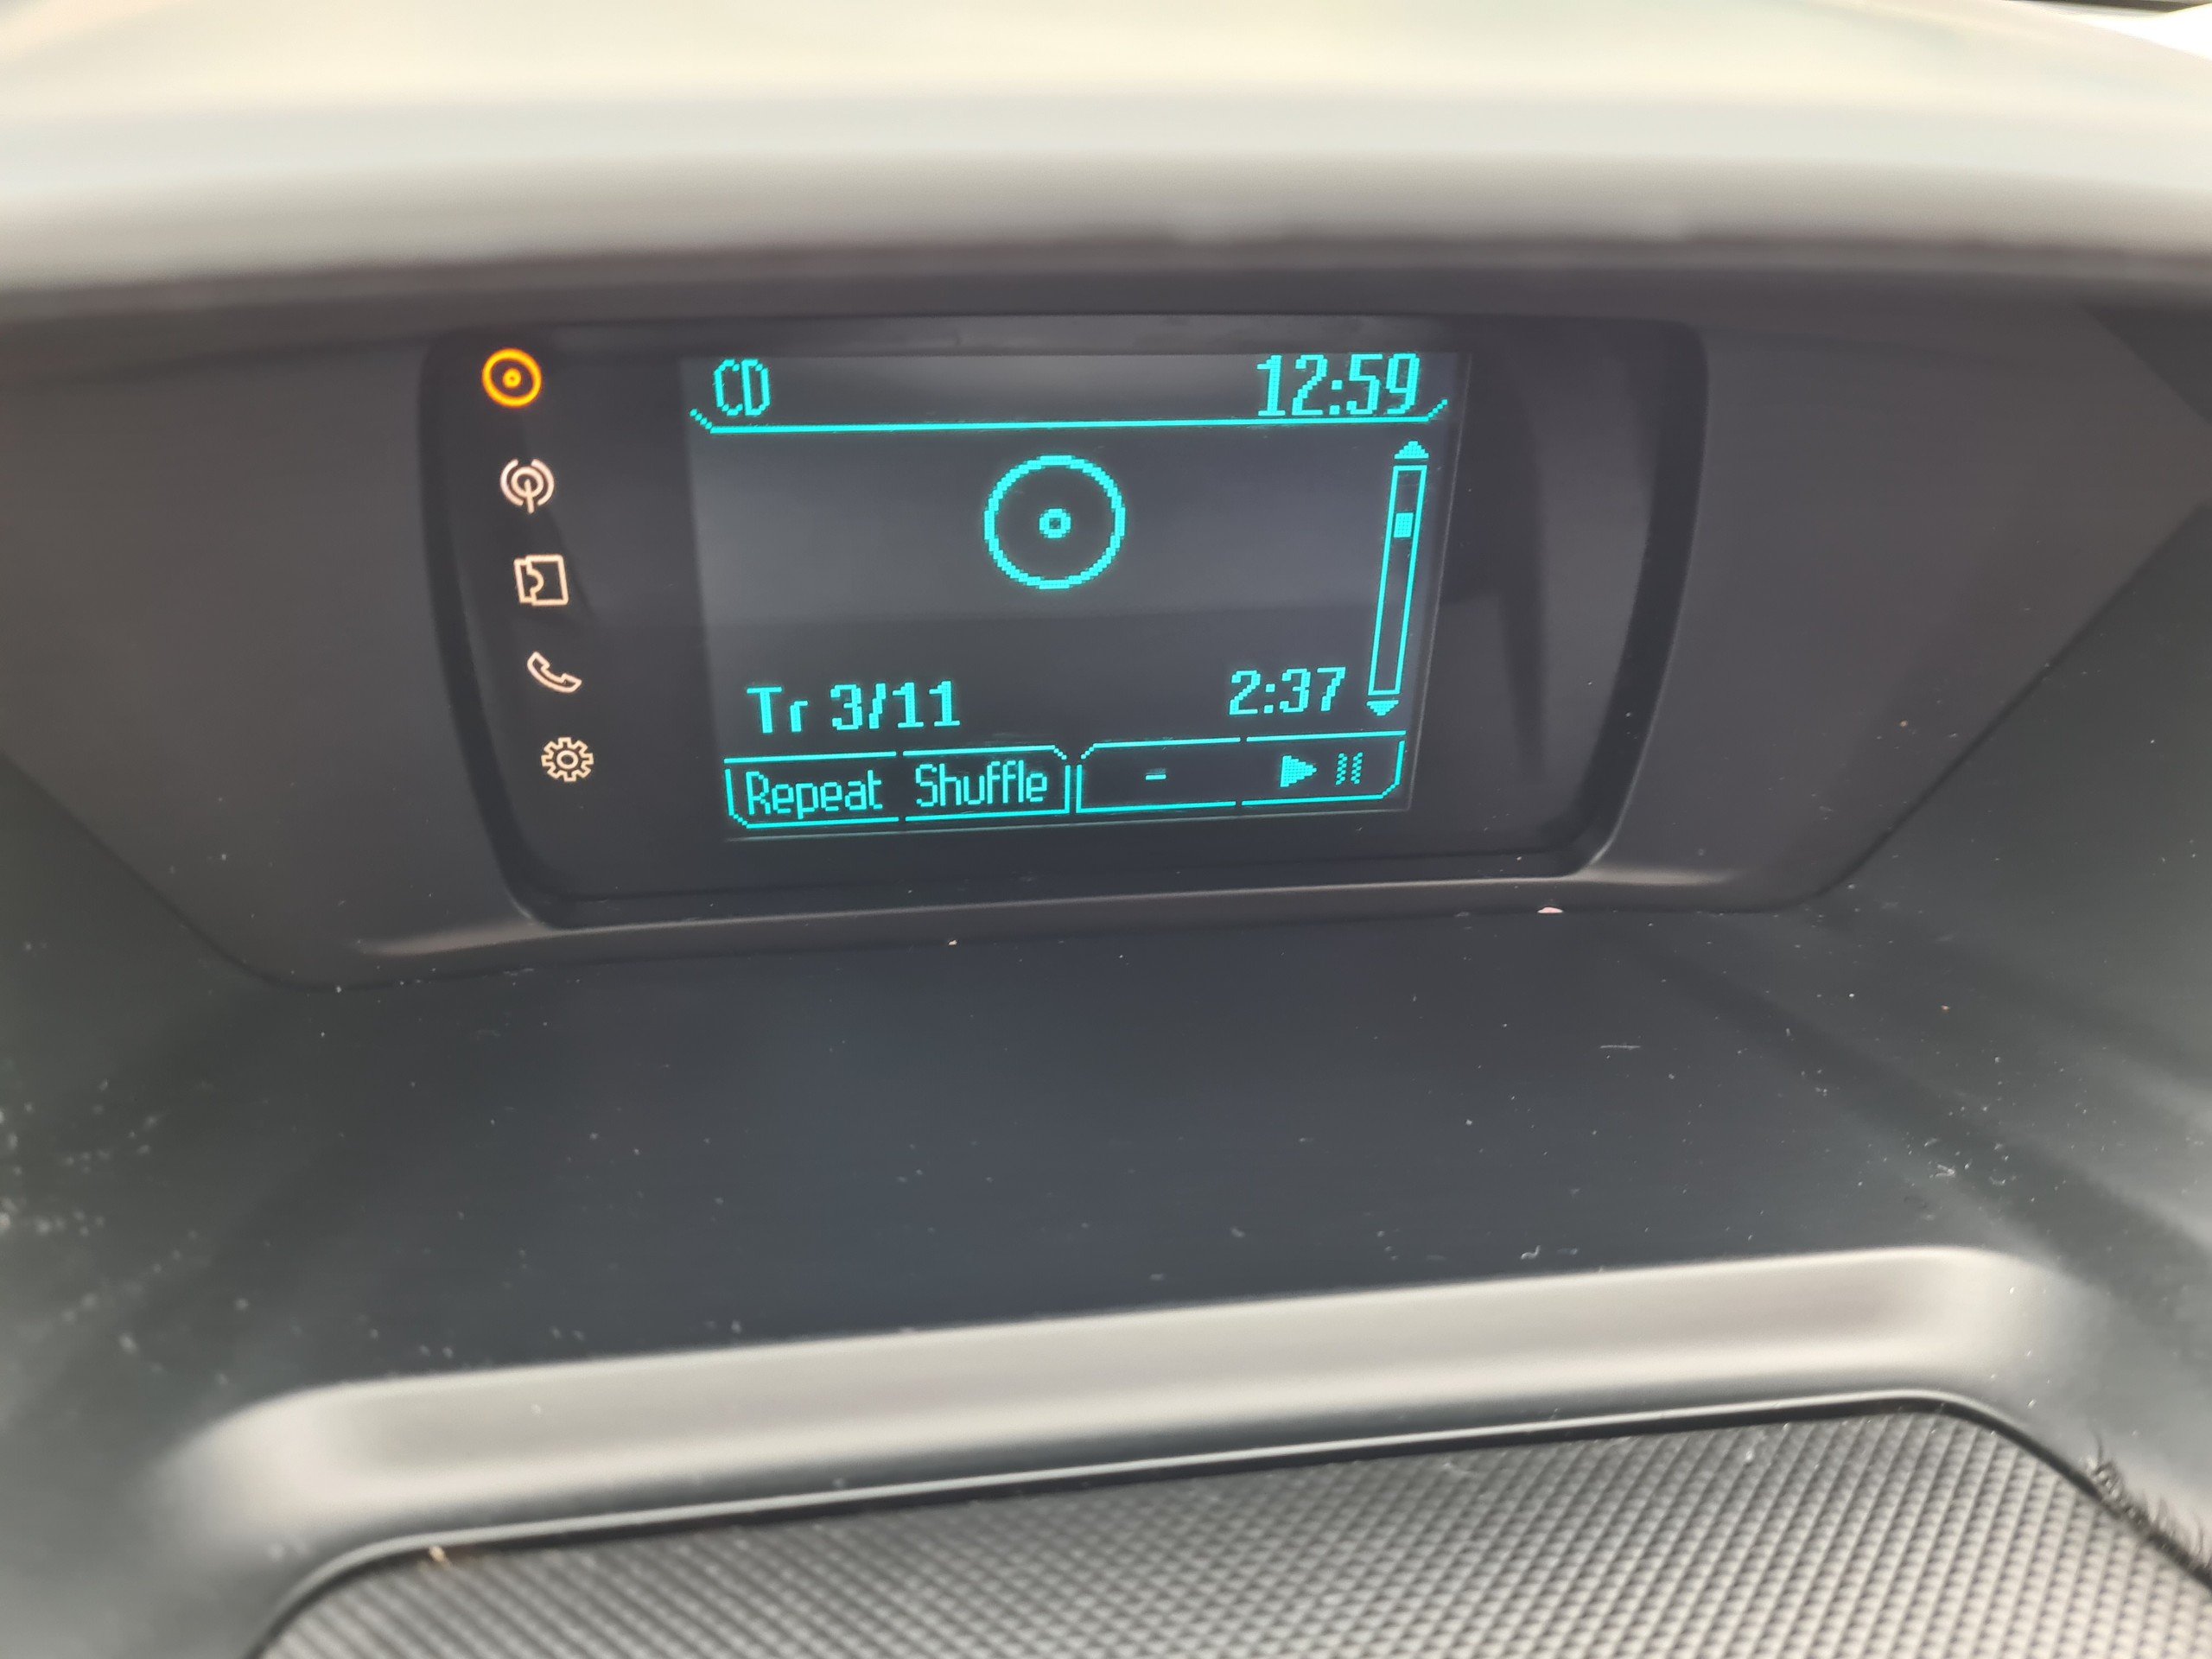 CD 12:59
Tr 3/11 2:37
Repeat Shuffle -